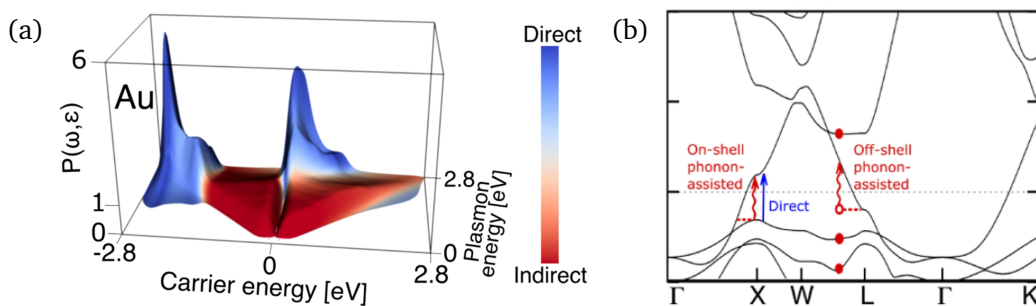 (a)
P(ω,ε)
6
1
0
Au
-2.8
0
2.8
Carrier energy [eV]
2.8
0
Plasmon
energy [eV]
Direct
Indirect
(b)
On-shell
phonon-
assisted
Direct
Off-shell
phonon-
assisted
Γ X W L Γ K